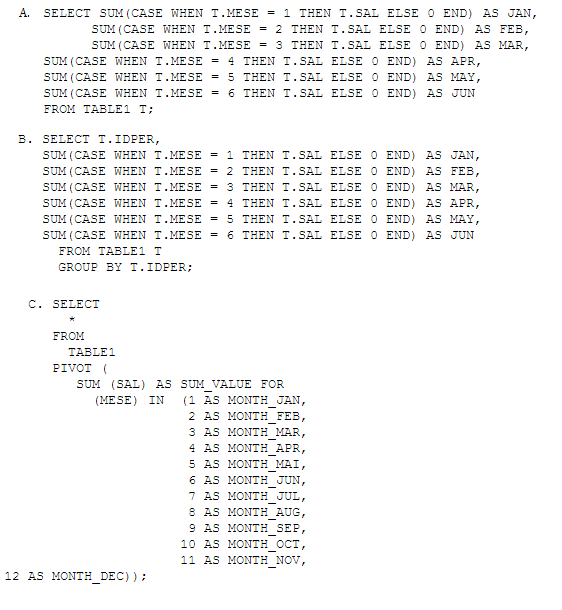 A. SELECT SUM(CASE WHEN T.MESE = 1 THEN T.SAL ELSE 0 END) AS JAN,
SUM(CASE WHEN T.MESE = 2 THEN T.SAL ELSE 0 END) AS FEB,
SUM(CASE WHEN T.MESE = 3 THEN T.SAL ELSE 0 END) AS MAR,
SUM(CASE WHEN T.MESE = 4 THEN T.SAL ELSE 0 END) AS APR,
SUM(CASE WHEN T.MESE = 5 THEN T.SAL ELSE 0 END) AS MAY,
SUM(CASE WHEN T.MESE = 6 THEN T.SAL ELSE 0 END) AS JUN
FROM TABLE1 T;
B. SELECT T.IDPER,
SUM(CASE WHEN T.MESE = 1 THEN T.SAL ELSE 0 END) AS JAN,
SUM(CASE WHEN T.MESE = 2 THEN T.SAL ELSE 0 END) AS FEB,
SUM(CASE WHEN T.MESE = 3 THEN T.SAL ELSE 0 END) AS MAR,
SUM(CASE WHEN T.MESE = 4 THEN T.SAL ELSE 0 END) AS APR,
SUM(CASE WHEN T.MESE = 5 THEN T.SAL ELSE 0 END) AS MAY,
SUM(CASE WHEN T.MESE = 6 THEN T.SAL ELSE 0 END) AS JUN
FROM TABLE1 T
GROUP BY T.IDPER;
C. SELECT
*
FROM
TABLE1
PIVOT (
SUM (SAL) AS SUM_VALUE FOR
(MESE) IN (1 AS MONTH_JAN,
2 AS MONTH_FEB,
3 AS MONTH_MAR,
4 AS MONTH_APR,
5 AS MONTH_MAI,
6 AS MONTH_JUN,
7 AS MONTH_JUL,
8 AS MONTH_AUG,
9 AS MONTH_SEP,
10 AS MONTH_OCT,
11 AS MONTH_NOV,
12 AS MONTH_DEC));